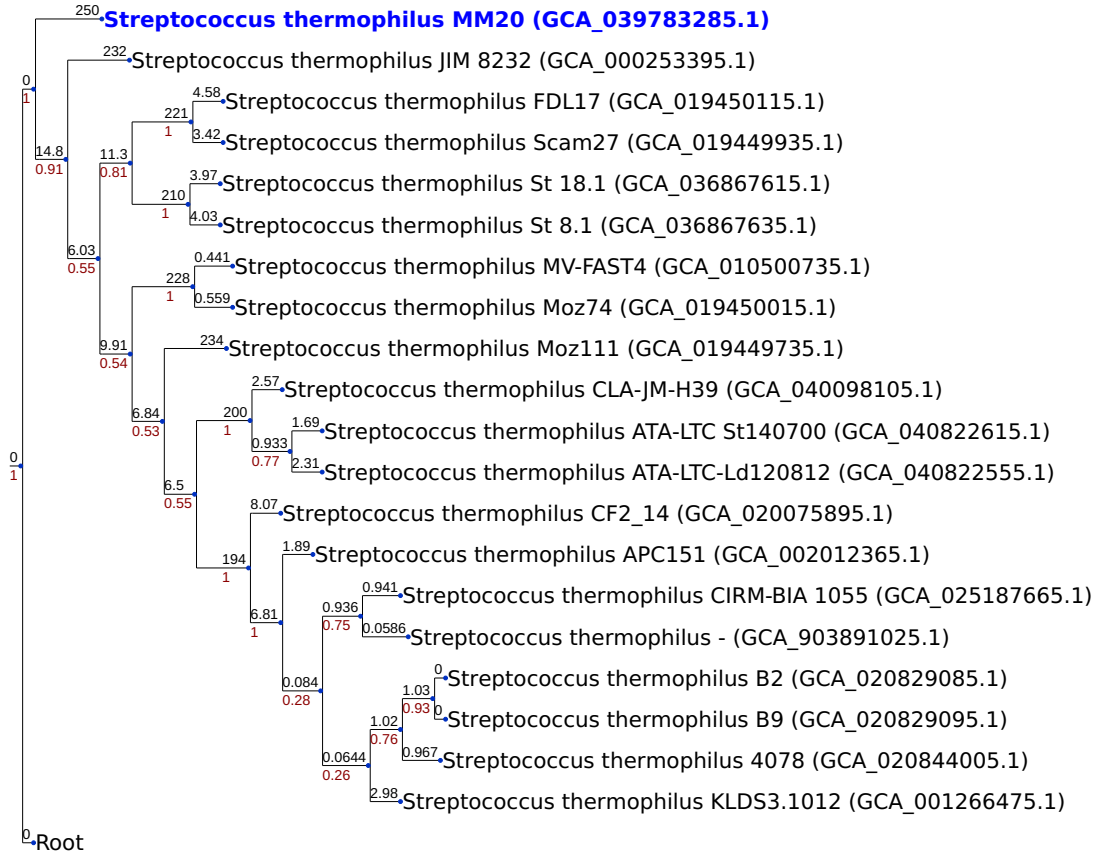 250
Streptococcus thermophilus MM20 (GCA_039783285.1)
232
Streptococcus thermophilus JIM 8232 (GCA_000253395.1)
0
1
4.58
Streptococcus thermophilus FDL17 (GCA_019450115.1)
221
1
3.42
Streptococcus thermophilus Scam27 (GCA_019449935.1)
14.8
0.91
11.3
0.81
3.97
Streptococcus thermophilus St 18.1 (GCA_036867615.1)
210
1
4.03
Streptococcus thermophilus St 8.1 (GCA_036867635.1)
6.03
0.55
0.441
Streptococcus thermophilus MV-FAST4 (GCA_010500735.1)
228
1
0.559
Streptococcus thermophilus Moz74 (GCA_019450015.1)
9.91
0.54
234
Streptococcus thermophilus Moz111 (GCA_019449735.1)
2.57
Streptococcus thermophilus CLA-JM-H39 (GCA_040098105.1)
6.84
0.53
200
1
1.69
Streptococcus thermophilus ATA-LTC St140700 (GCA_040822615.1)
0.933
0.77
2.31
Streptococcus thermophilus ATA-LTC-Ld120812 (GCA_040822555.1)
0
1
6.5
0.55
8.07
Streptococcus thermophilus CF2_14 (GCA_020075895.1)
1.89
Streptococcus thermophilus APC151 (GCA_002012365.1)
194
1
0.941
Streptococcus thermophilus CIRM-BIA 1055 (GCA_025187665.1)
6.81
1
0.936
0.75
0.0586
Streptococcus thermophilus - (GCA_903891025.1)
0
Streptococcus thermophilus B2 (GCA_020829085.1)
0.084
0.28
1.03
0.93
0
Streptococcus thermophilus B9 (GCA_020829095.1)
1.02
0.76
0.967
Streptococcus thermophilus 4078 (GCA_020844005.1)
0.0644
0.26
2.98
Streptococcus thermophilus KLDS3.1012 (GCA_001266475.1)
0
Root